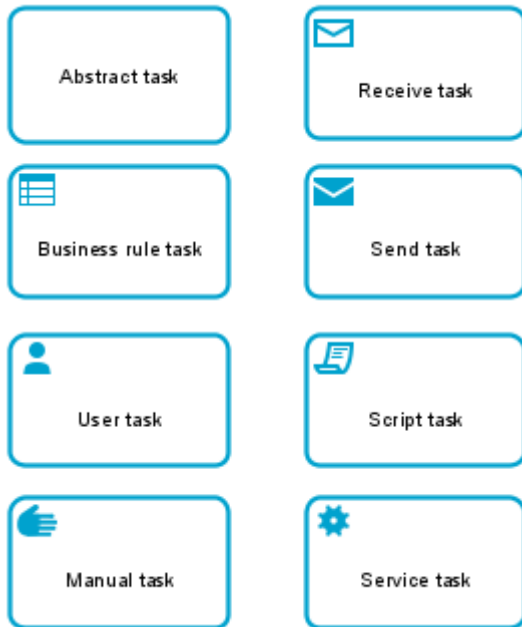 Abstract task
Receive task
Business rule task
Send task
User task
Script task
Manual task
Service task